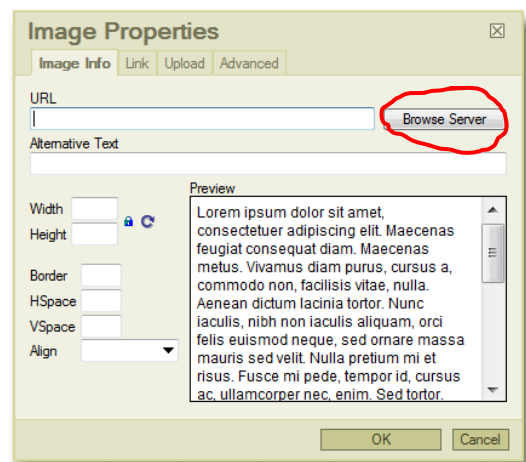 Image Properties
Image Info Link Upload Advanced
URL
Browse Server
Alternative Text
Preview
Width
Height
Border
HSpace
VSpace
Align
Lorem ipsum dolor sit amet,
consectetuer adipiscing elit. Maecenas
feugiat consequat diam. Maecenas
metus. Vivamus diam purus, cursus a,
commodo non, facilisis vitae, nulla.
Aenean dictum lacinia tortor. Nunc
iaculis, nibh non iaculis aliquam, orci
felis euismod neque, sed ornare massa
mauris sed velit. Nulla pretium mi et
risus. Fusce mi pede, tempor id, cursus
ac, ullamcorper nec, enim. Sed tortor.
OK Cancel